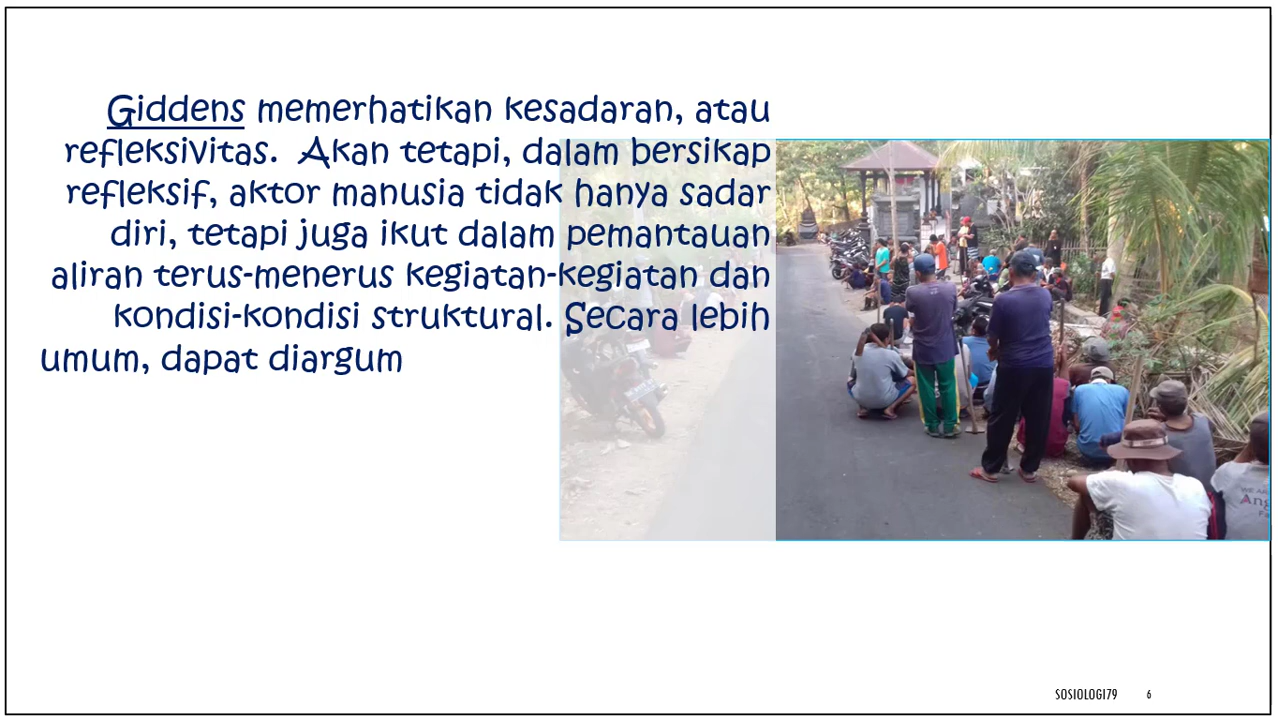 Giddens memerhatikan kesadaran, atau
refleksivitas. Akan tetapi, dalam bersikap
refleksif, aktor manusia tidak hanya sadar
diri, tetapi juga ikut dalam pemantauan
aliran terus-menerus kegiatan-kegiatan dan
kondisi-kondisi struktural. Secara lebih
umum, dapat diargum
SOSIOLOGI79 6